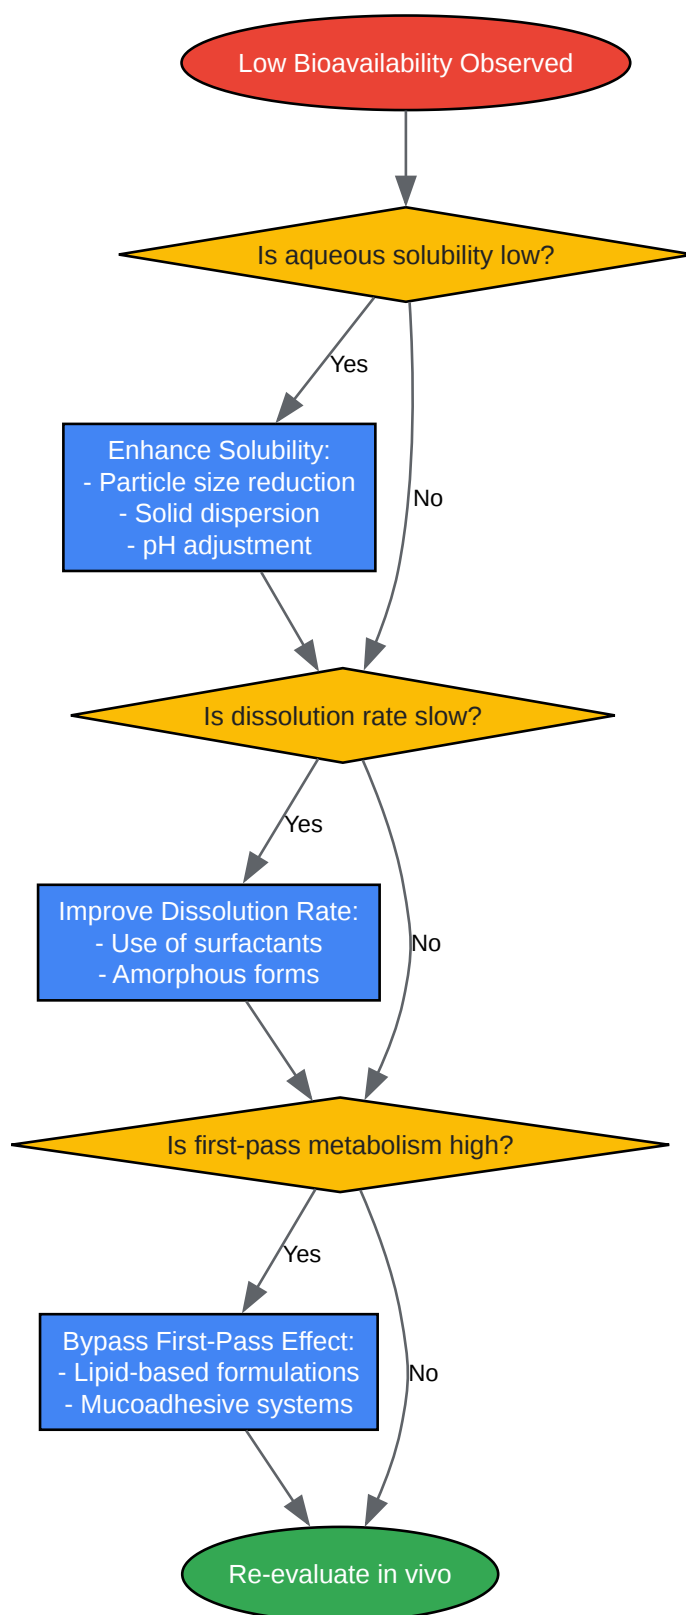 Low Bioavailability Observed
Is aqueous solubility low?
Yes
Enhance Solubility:
- Particle size reduction
- Solid dispersion
- pH adjustment
No
Is dissolution rate slow?
Yes
Improve Dissolution Rate:
- Use of surfactants
- Amorphous forms
No
Is first-pass metabolism high?
Yes
Bypass First-Pass Effect:
- Lipid-based formulations
- Mucoadhesive systems
No
Re-evaluate in vivo